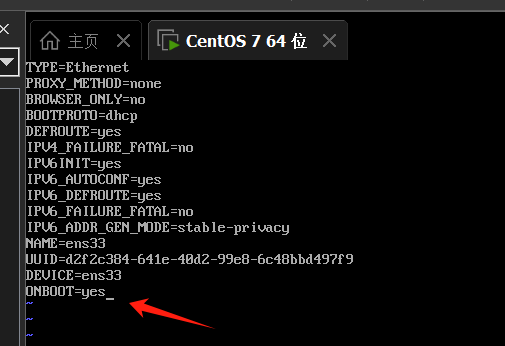 主页
CentOS 7 64 位
TYPE=Ethernet
PROXY_METHOD=none
BROWSER_ONLY=no
BOOTPROTO=dhcp
DEFROUTE=yes
IPV4_FAILURE_FATAL=no
IPV6INIT=yes
IPV6_AUTOCONF=yes
IPV6_DEFROUTE=yes
IPV6_FAILURE_FATAL=no
IPV6_ADDR_GEN_MODE=stable-privacy
NAME=ens33
UUID=d2f2c384-641e-40d2-99e8-6c48bbd497f9
DEVICE=ens33
ONBOOT=yes
~
~
~